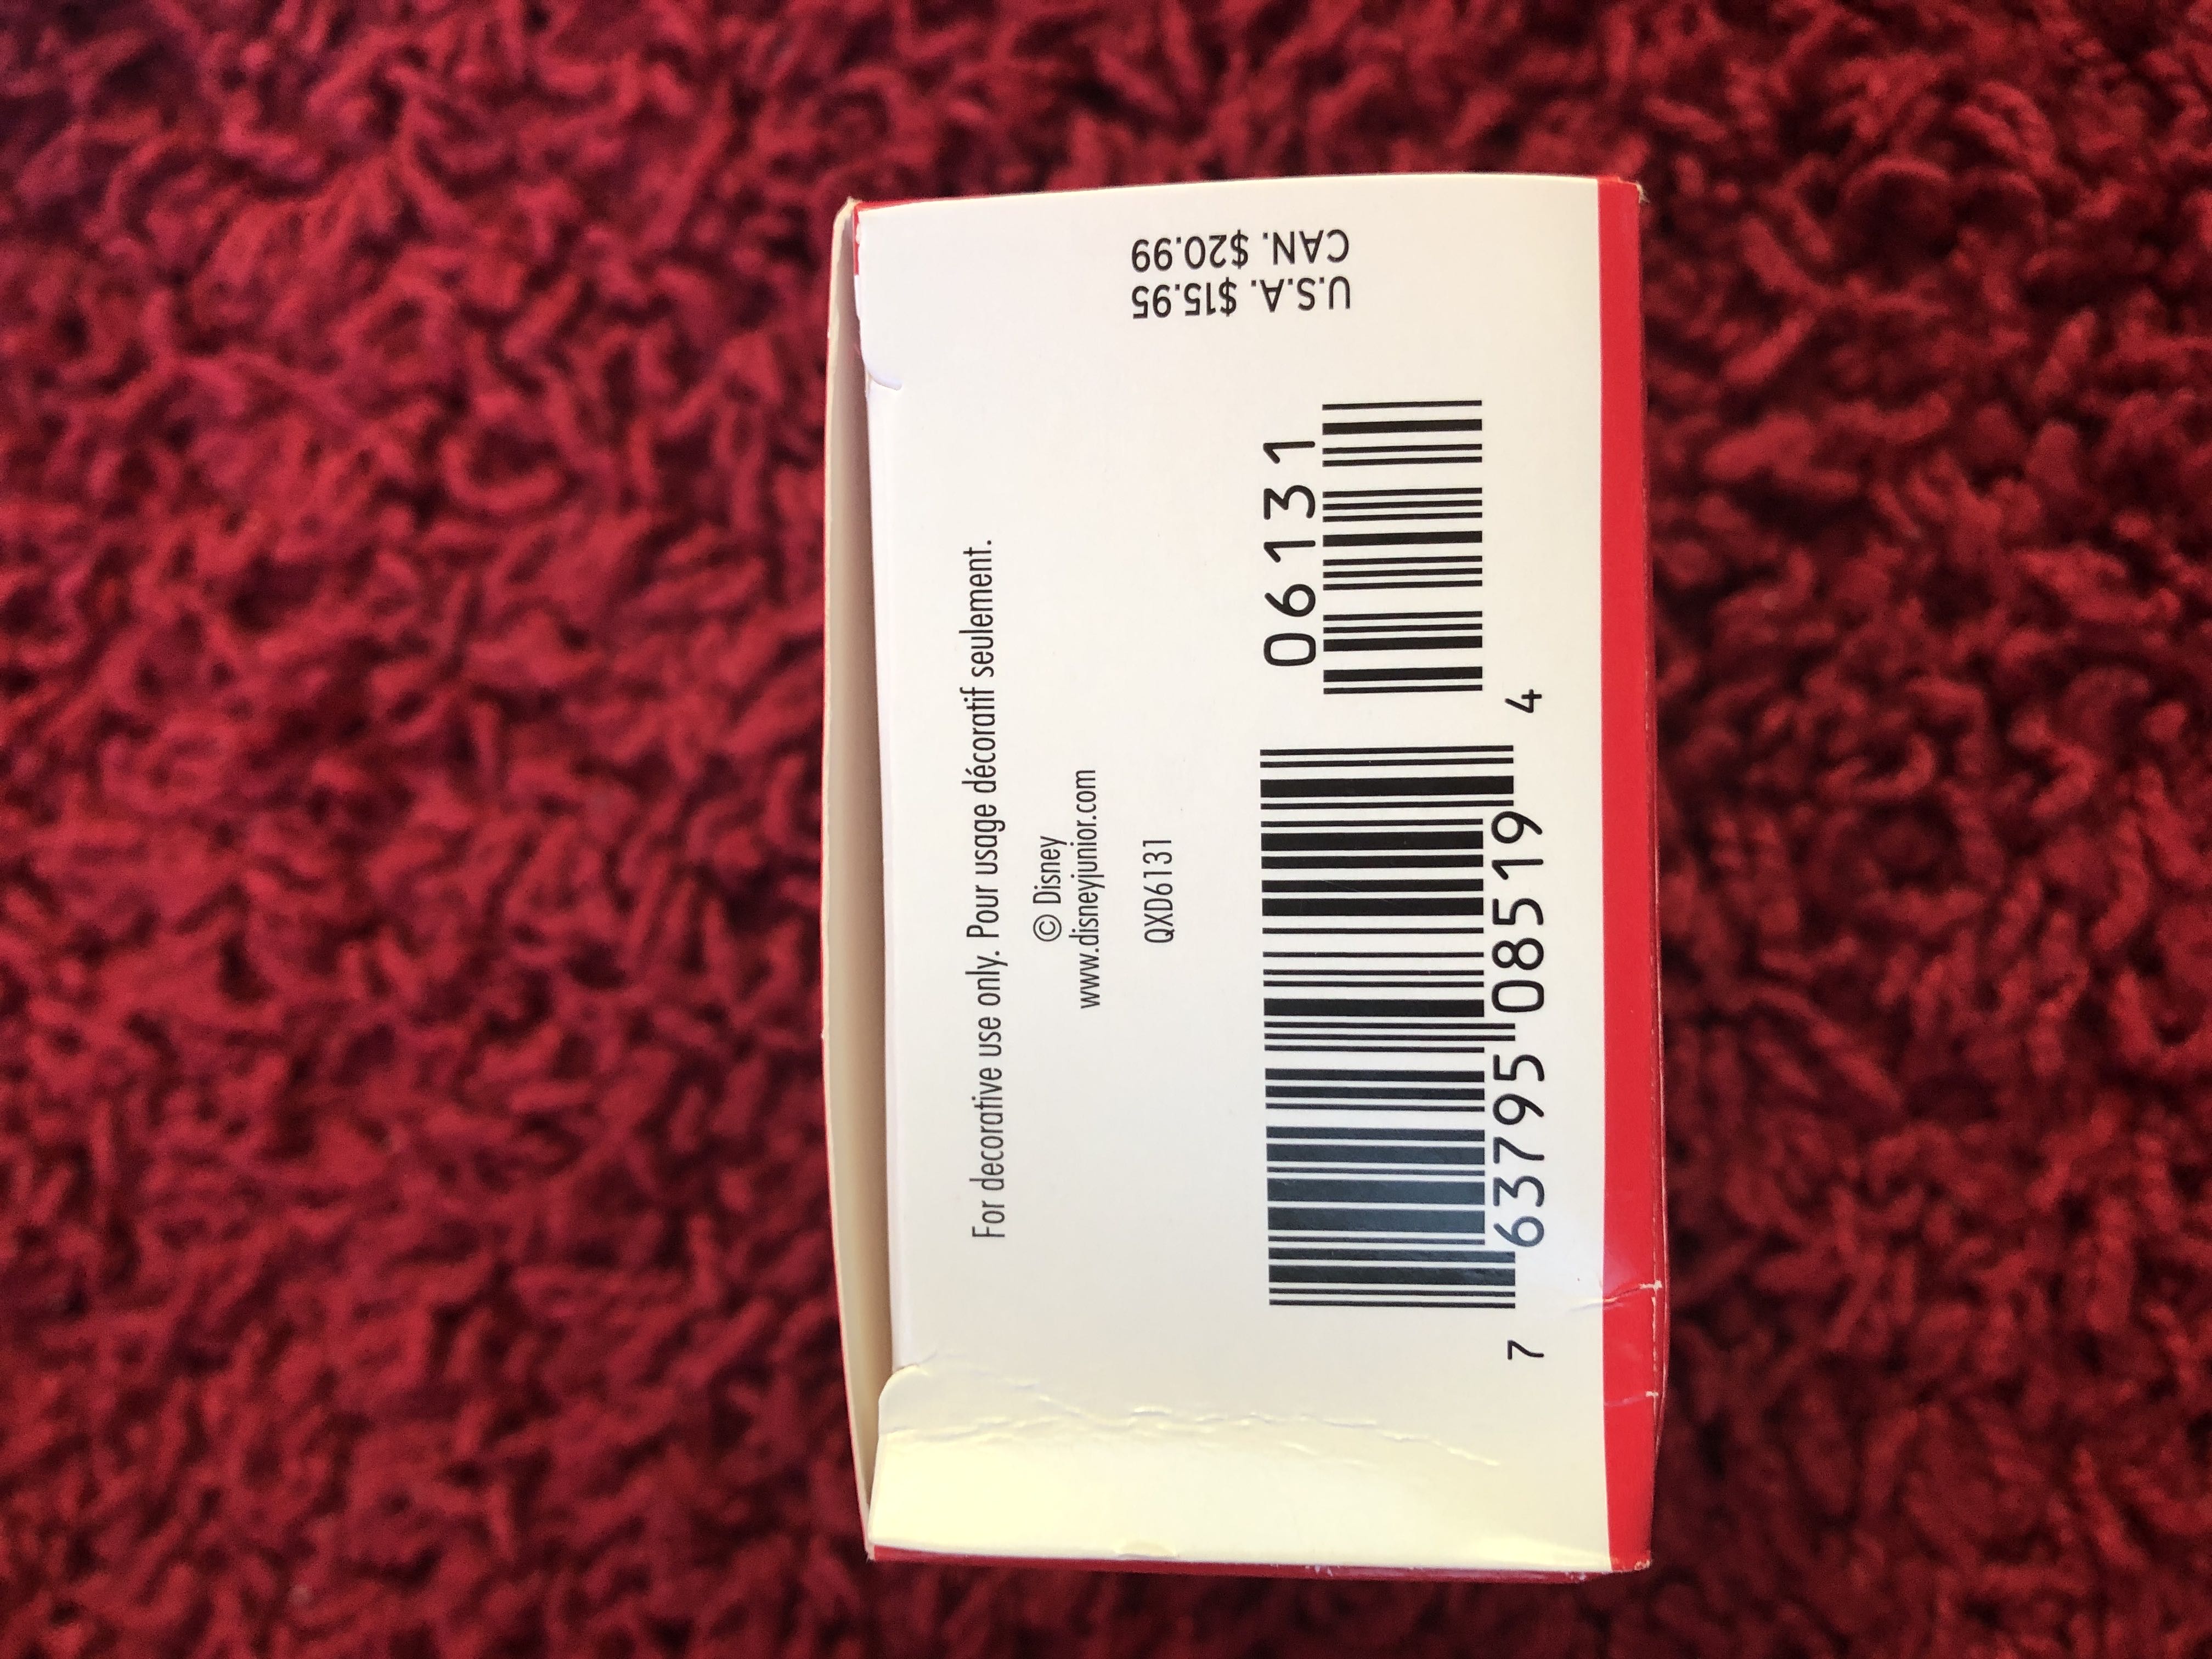 For decorative use only. Pour usage décoratif seulement.
© Disney
www.disneyjunior.com
QXD6131
7 63795 08519 4
06131
U.S.A. $15.95
CAN. $20.99